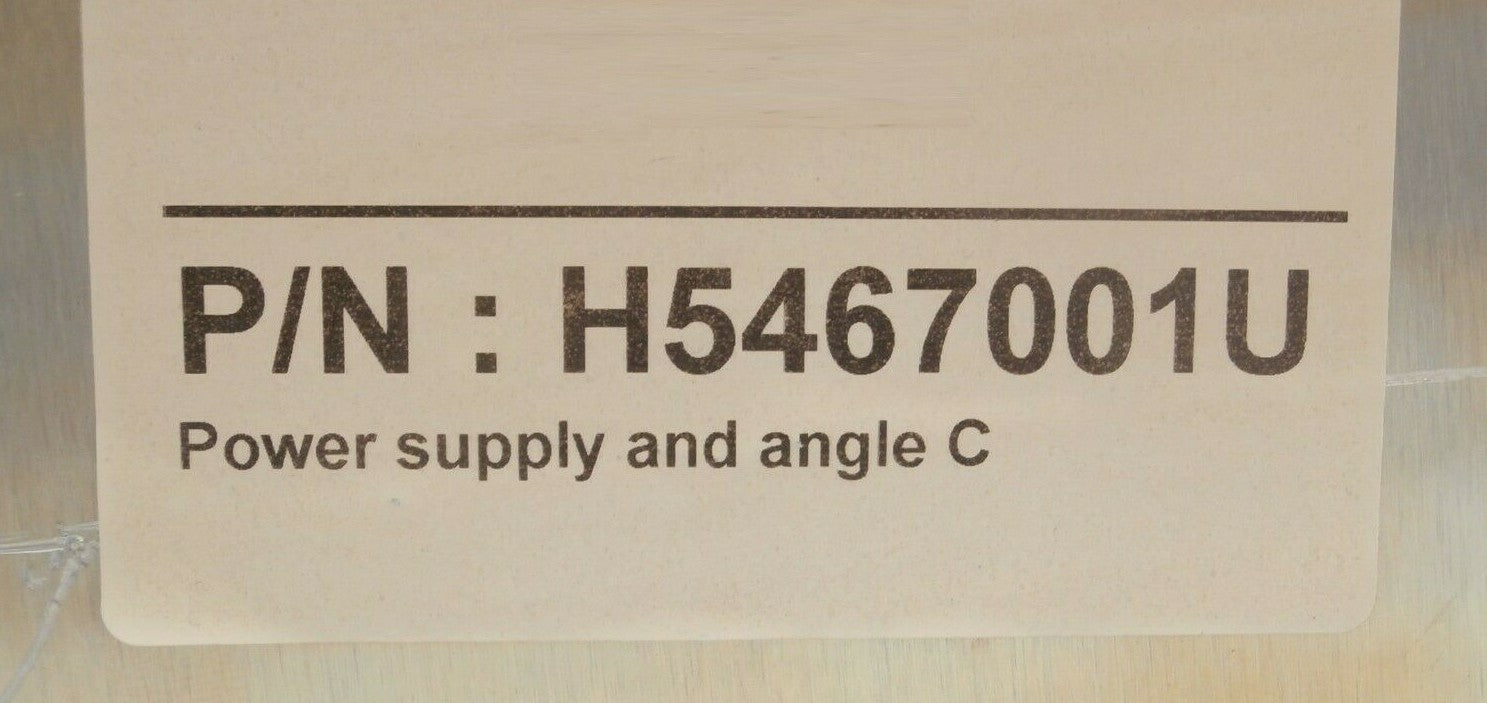 P/N : H5467001U
Power supply and angle C